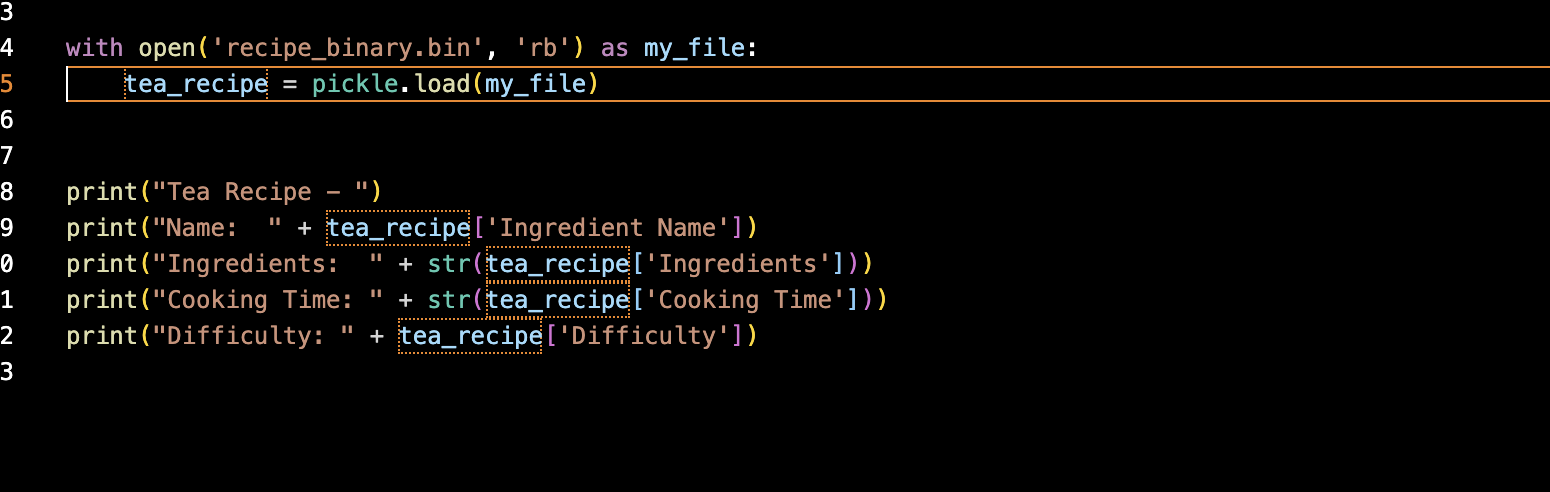 3
4 with open('recipe_binary.bin', 'rb') as my_file:
5     tea_recipe = pickle.load(my_file)
6
7
8 print("Tea Recipe - ")
9 print("Name:  " + tea_recipe['Ingredient Name'])
0 print("Ingredients:  " + str(tea_recipe['Ingredients']))
1 print("Cooking Time: " + str(tea_recipe['Cooking Time']))
2 print("Difficulty: " + tea_recipe['Difficulty'])
3